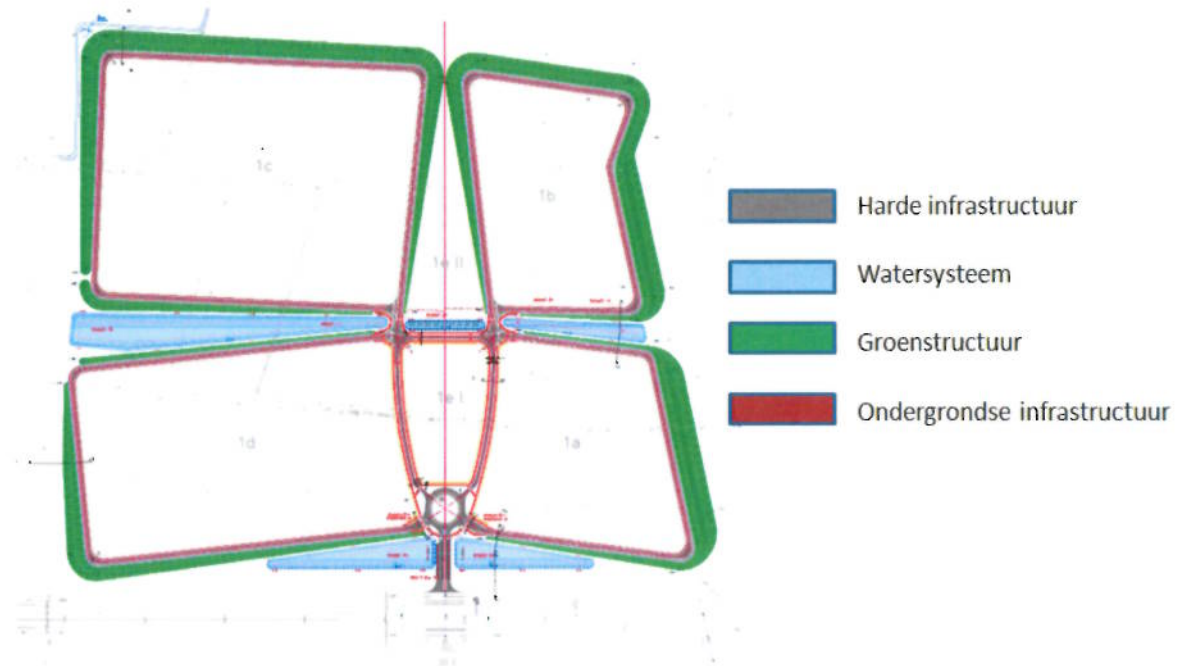 1c
1b
1e II
1e I
1d
1a
Harde infrastructuur
Watersysteem
Groenstructuur
Ondergrondse infrastructuur